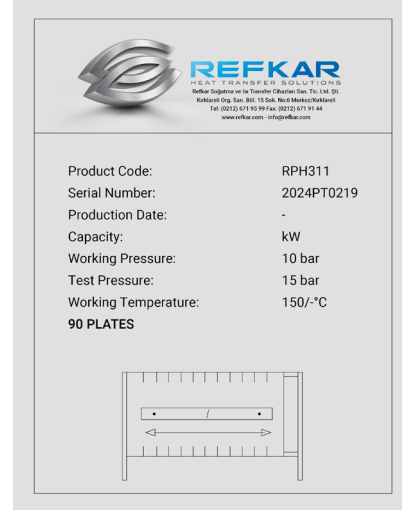 REFKAR
HEAT TRANSFER SOLUTIONS
Refkar Soğutma ve Isı Transfer Cihazları San. Tic. Ltd. Şti.
Kırklareli Org. San. Böl. 15 Sok. No:6 Merkez/Kırklareli
Tel: (0212) 671 95 99 Fax: (0212) 671 91 44
www.refkar.com - info@refkar.com
Product Code: RPH311
Serial Number: 2024PT0219
Production Date: -
Capacity: kW
Working Pressure: 10 bar
Test Pressure: 15 bar
Working Temperature: 150/-°C
90 PLATES
/